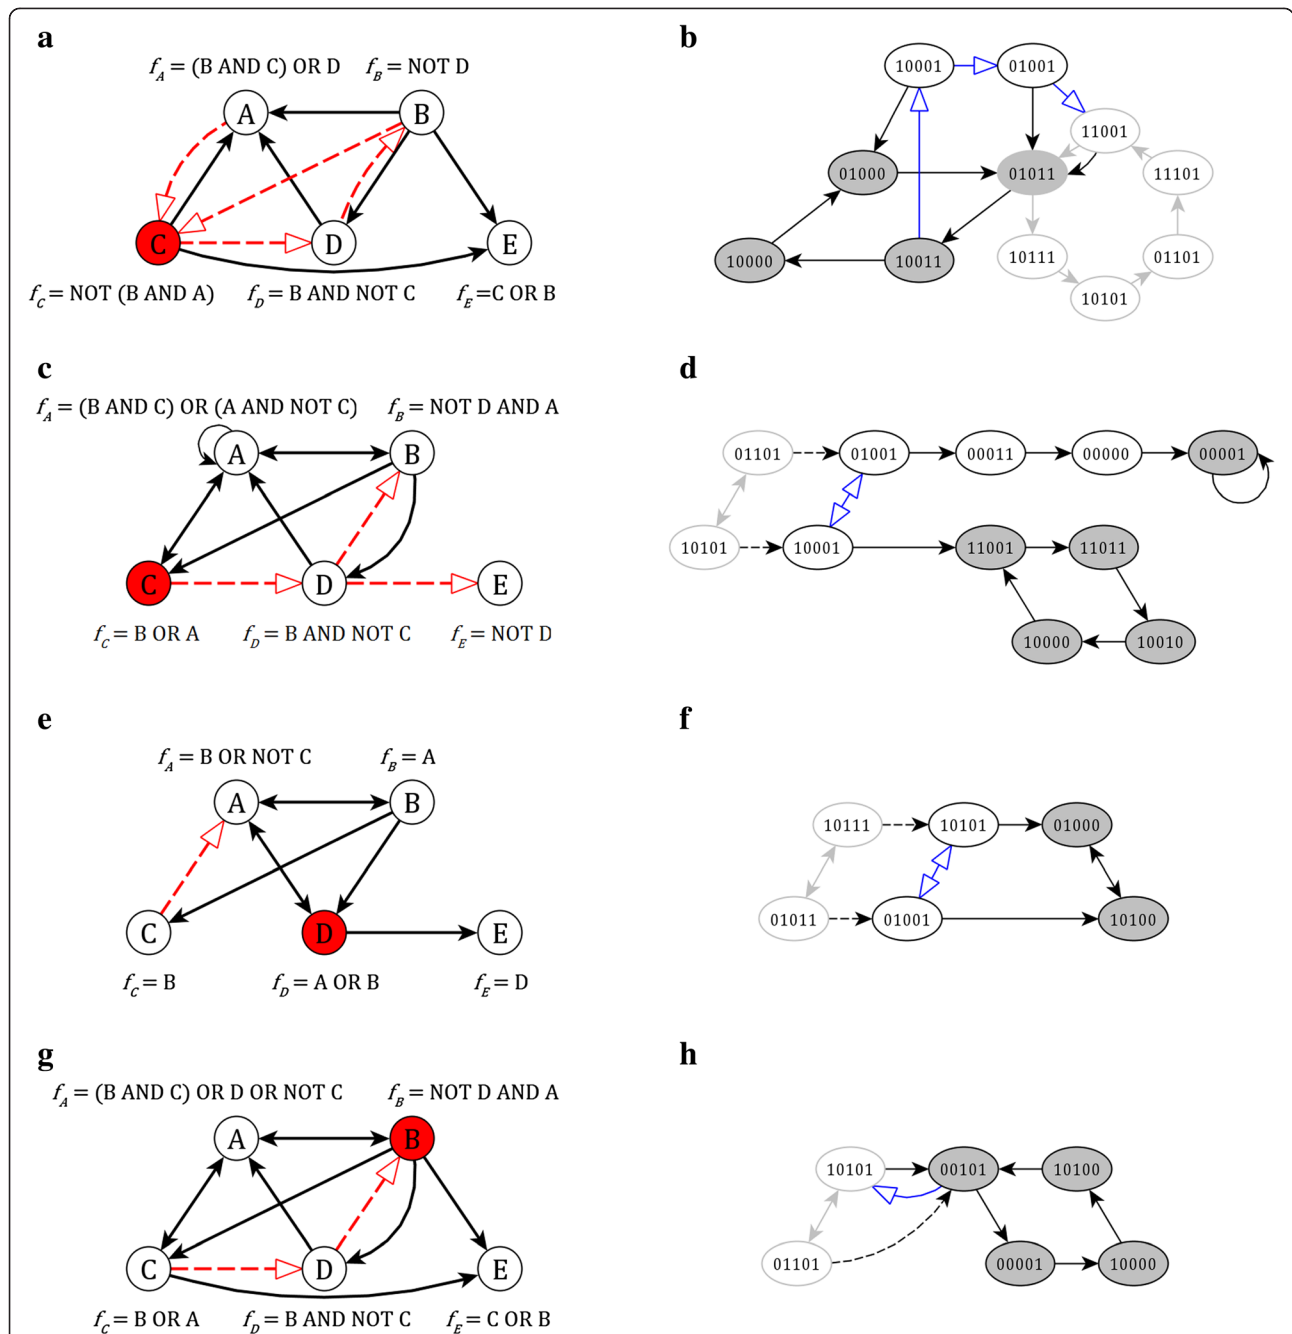 a
f_A = (B AND C) OR D f_B = NOT D
A B
C D E
f_C = NOT (B AND A) f_D = B AND NOT C f_E =C OR B
b
10001 01001
11001
01000 01011 11101
10000 10011 10111 01101
10101
c
f_A = (B AND C) OR (A AND NOT C) f_B = NOT D AND A
A B
C D E
f_C = B OR A f_D = B AND NOT C f_E = NOT D
d
01101 01001 00011 00000 00001
10101 10001 11001 11011
10000 10010
e
f_A = B OR NOT C f_B = A
A B
C D E
f_C = B f_D = A OR B f_E = D
f
10111 10101 01000
01011 01001 10100
g
f_A = (B AND C) OR D OR NOT C f_B = NOT D AND A
A B
C D E
f_C = B OR A f_D = B AND NOT C f_E = C OR B
h
10101 00101 10100
01101 00001 10000